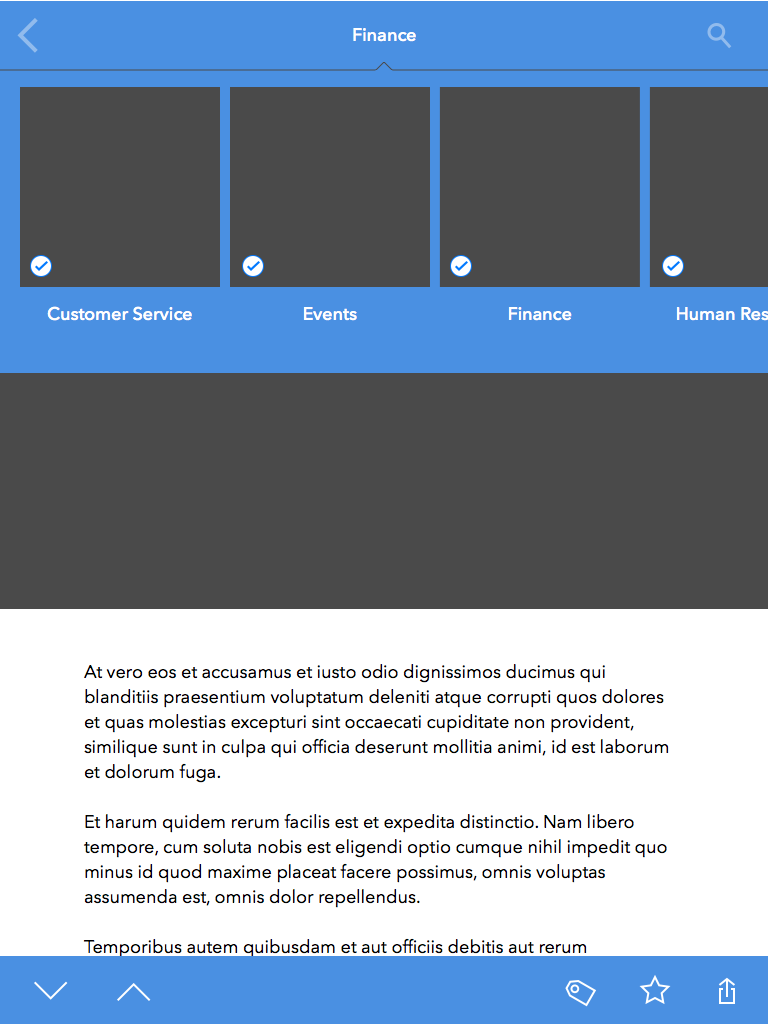 Finance
Customer Service
Events
Finance
Human Res
At vero eos et accusamus et iusto odio dignissimos ducimus qui
blanditiis praesentium voluptatum deleniti atque corrupti quos dolores
et quas molestias excepturi sint occaecati cupiditate non provident,
similique sunt in culpa qui officia deserunt mollitia animi, id est laborum
et dolorum fuga.
Et harum quidem rerum facilis est et expedita distinctio. Nam libero
tempore, cum soluta nobis est eligendi optio cumque nihil impedit quo
minus id quod maxime placeat facere possimus, omnis voluptas
assumenda est, omnis dolor repellendus.
Temporibus autem quibusdam et aut officiis debitis aut rerum